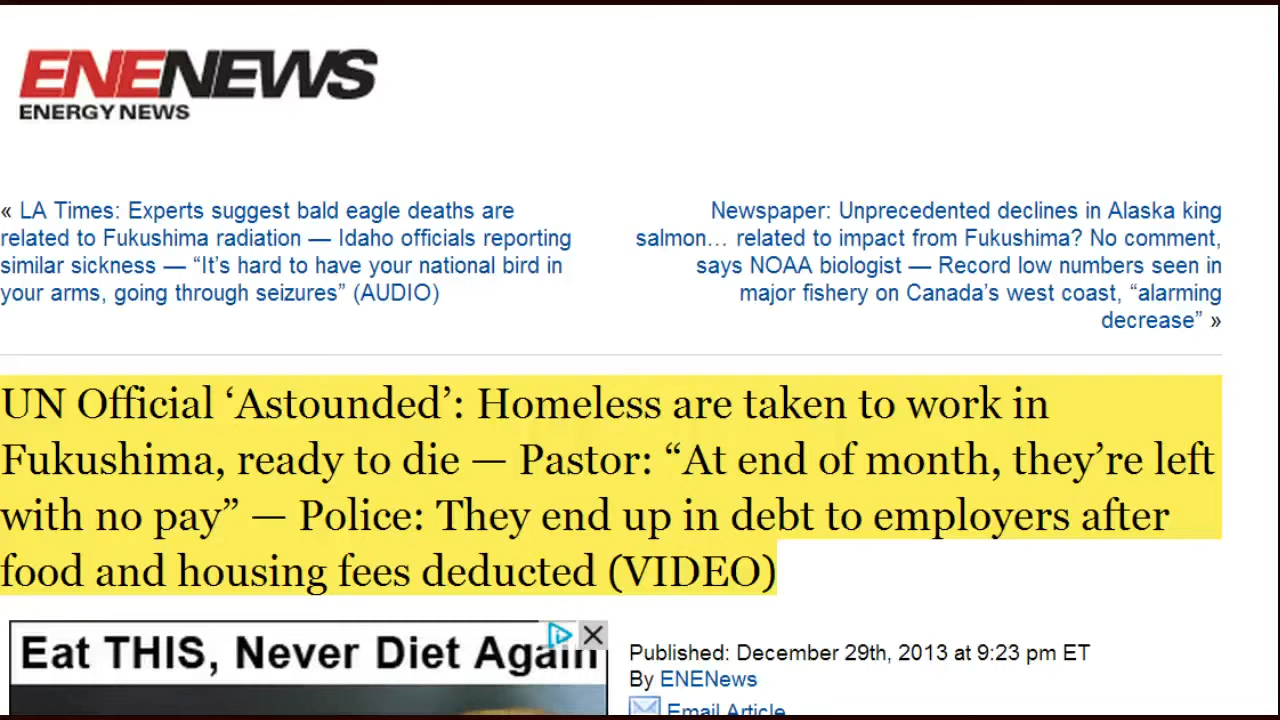 ENENEWS
ENERGY NEWS
« LA Times: Experts suggest bald eagle deaths are
related to Fukushima radiation — Idaho officials reporting
similar sickness — “It’s hard to have your national bird in
your arms, going through seizures” (AUDIO)
Newspaper: Unprecedented declines in Alaska king
salmon… related to impact from Fukushima? No comment,
says NOAA biologist — Record low numbers seen in
major fishery on Canada’s west coast, “alarming
decrease” »
UN Official ‘Astounded’: Homeless are taken to work in
Fukushima, ready to die — Pastor: “At end of month, they’re left
with no pay” — Police: They end up in debt to employers after
food and housing fees deducted (VIDEO)
Eat THIS, Never Diet Again
Published: December 29th, 2013 at 9:23 pm ET
By ENENews
Email Article